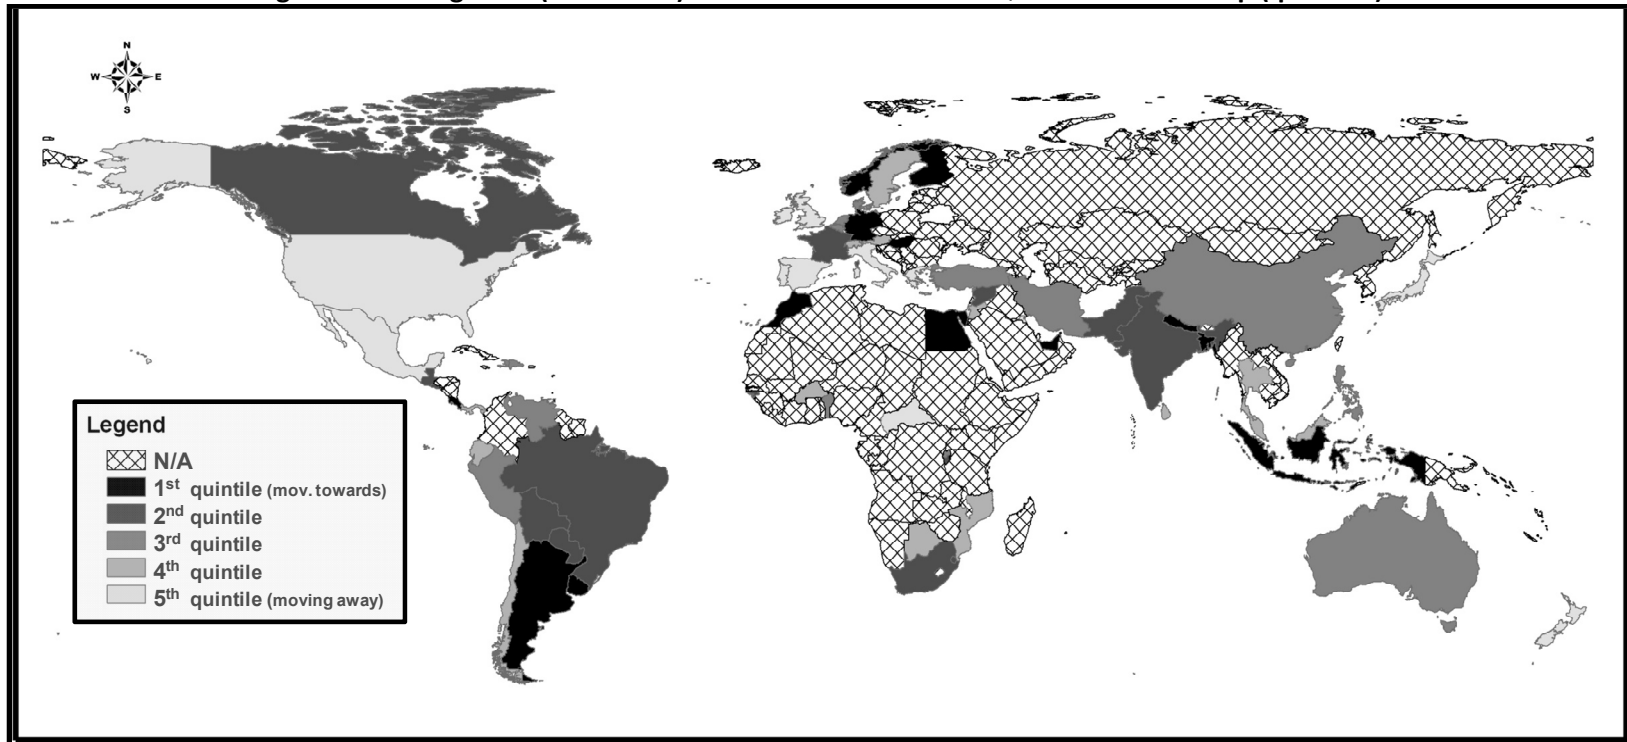 N
W E
S
Legend
N/A
1st quintile (mov. towards)
2nd quintile
3rd quintile
4th quintile
5th quintile (moving away)